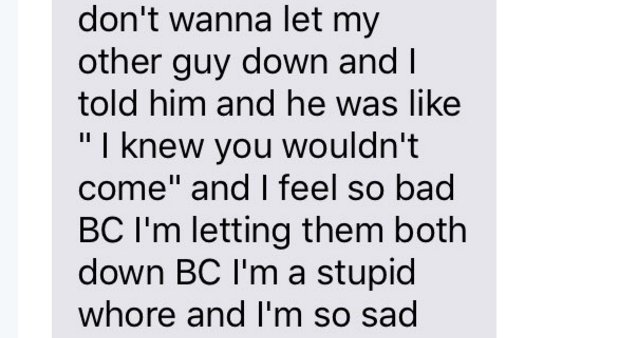 don't wanna let my
other guy down and I
told him and he was like
" I knew you wouldn't
come" and I feel so bad
BC I'm letting them both
down BC I'm a stupid
whore and I'm so sad